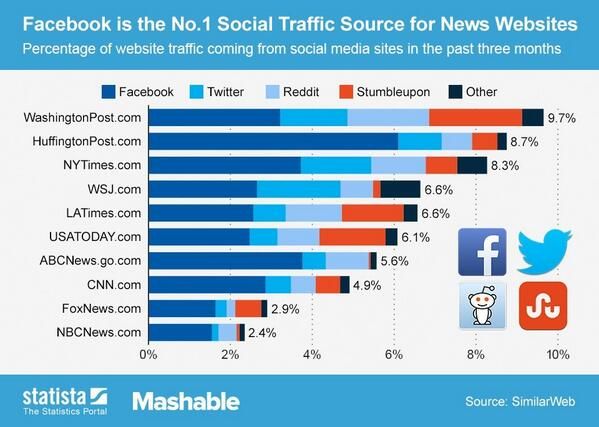 Facebook is the No.1 Social Traffic Source for News Websites
Percentage of website traffic coming from social media sites in the past three months
Facebook Twitter Reddit Stumbleupon Other
WashingtonPost.com 9.7%
HuffingtonPost.com 8.7%
NYTimes.com 8.3%
WSJ.com 6.6%
LATimes.com 6.6%
USATODAY.com 6.1%
ABCNews.go.com 5.6%
CNN.com 4.9%
FoxNews.com 2.9%
NBCNews.com 2.4%
0% 2% 4% 6% 8% 10%
statista
The Statistics Portal
Mashable
Source: SimilarWeb